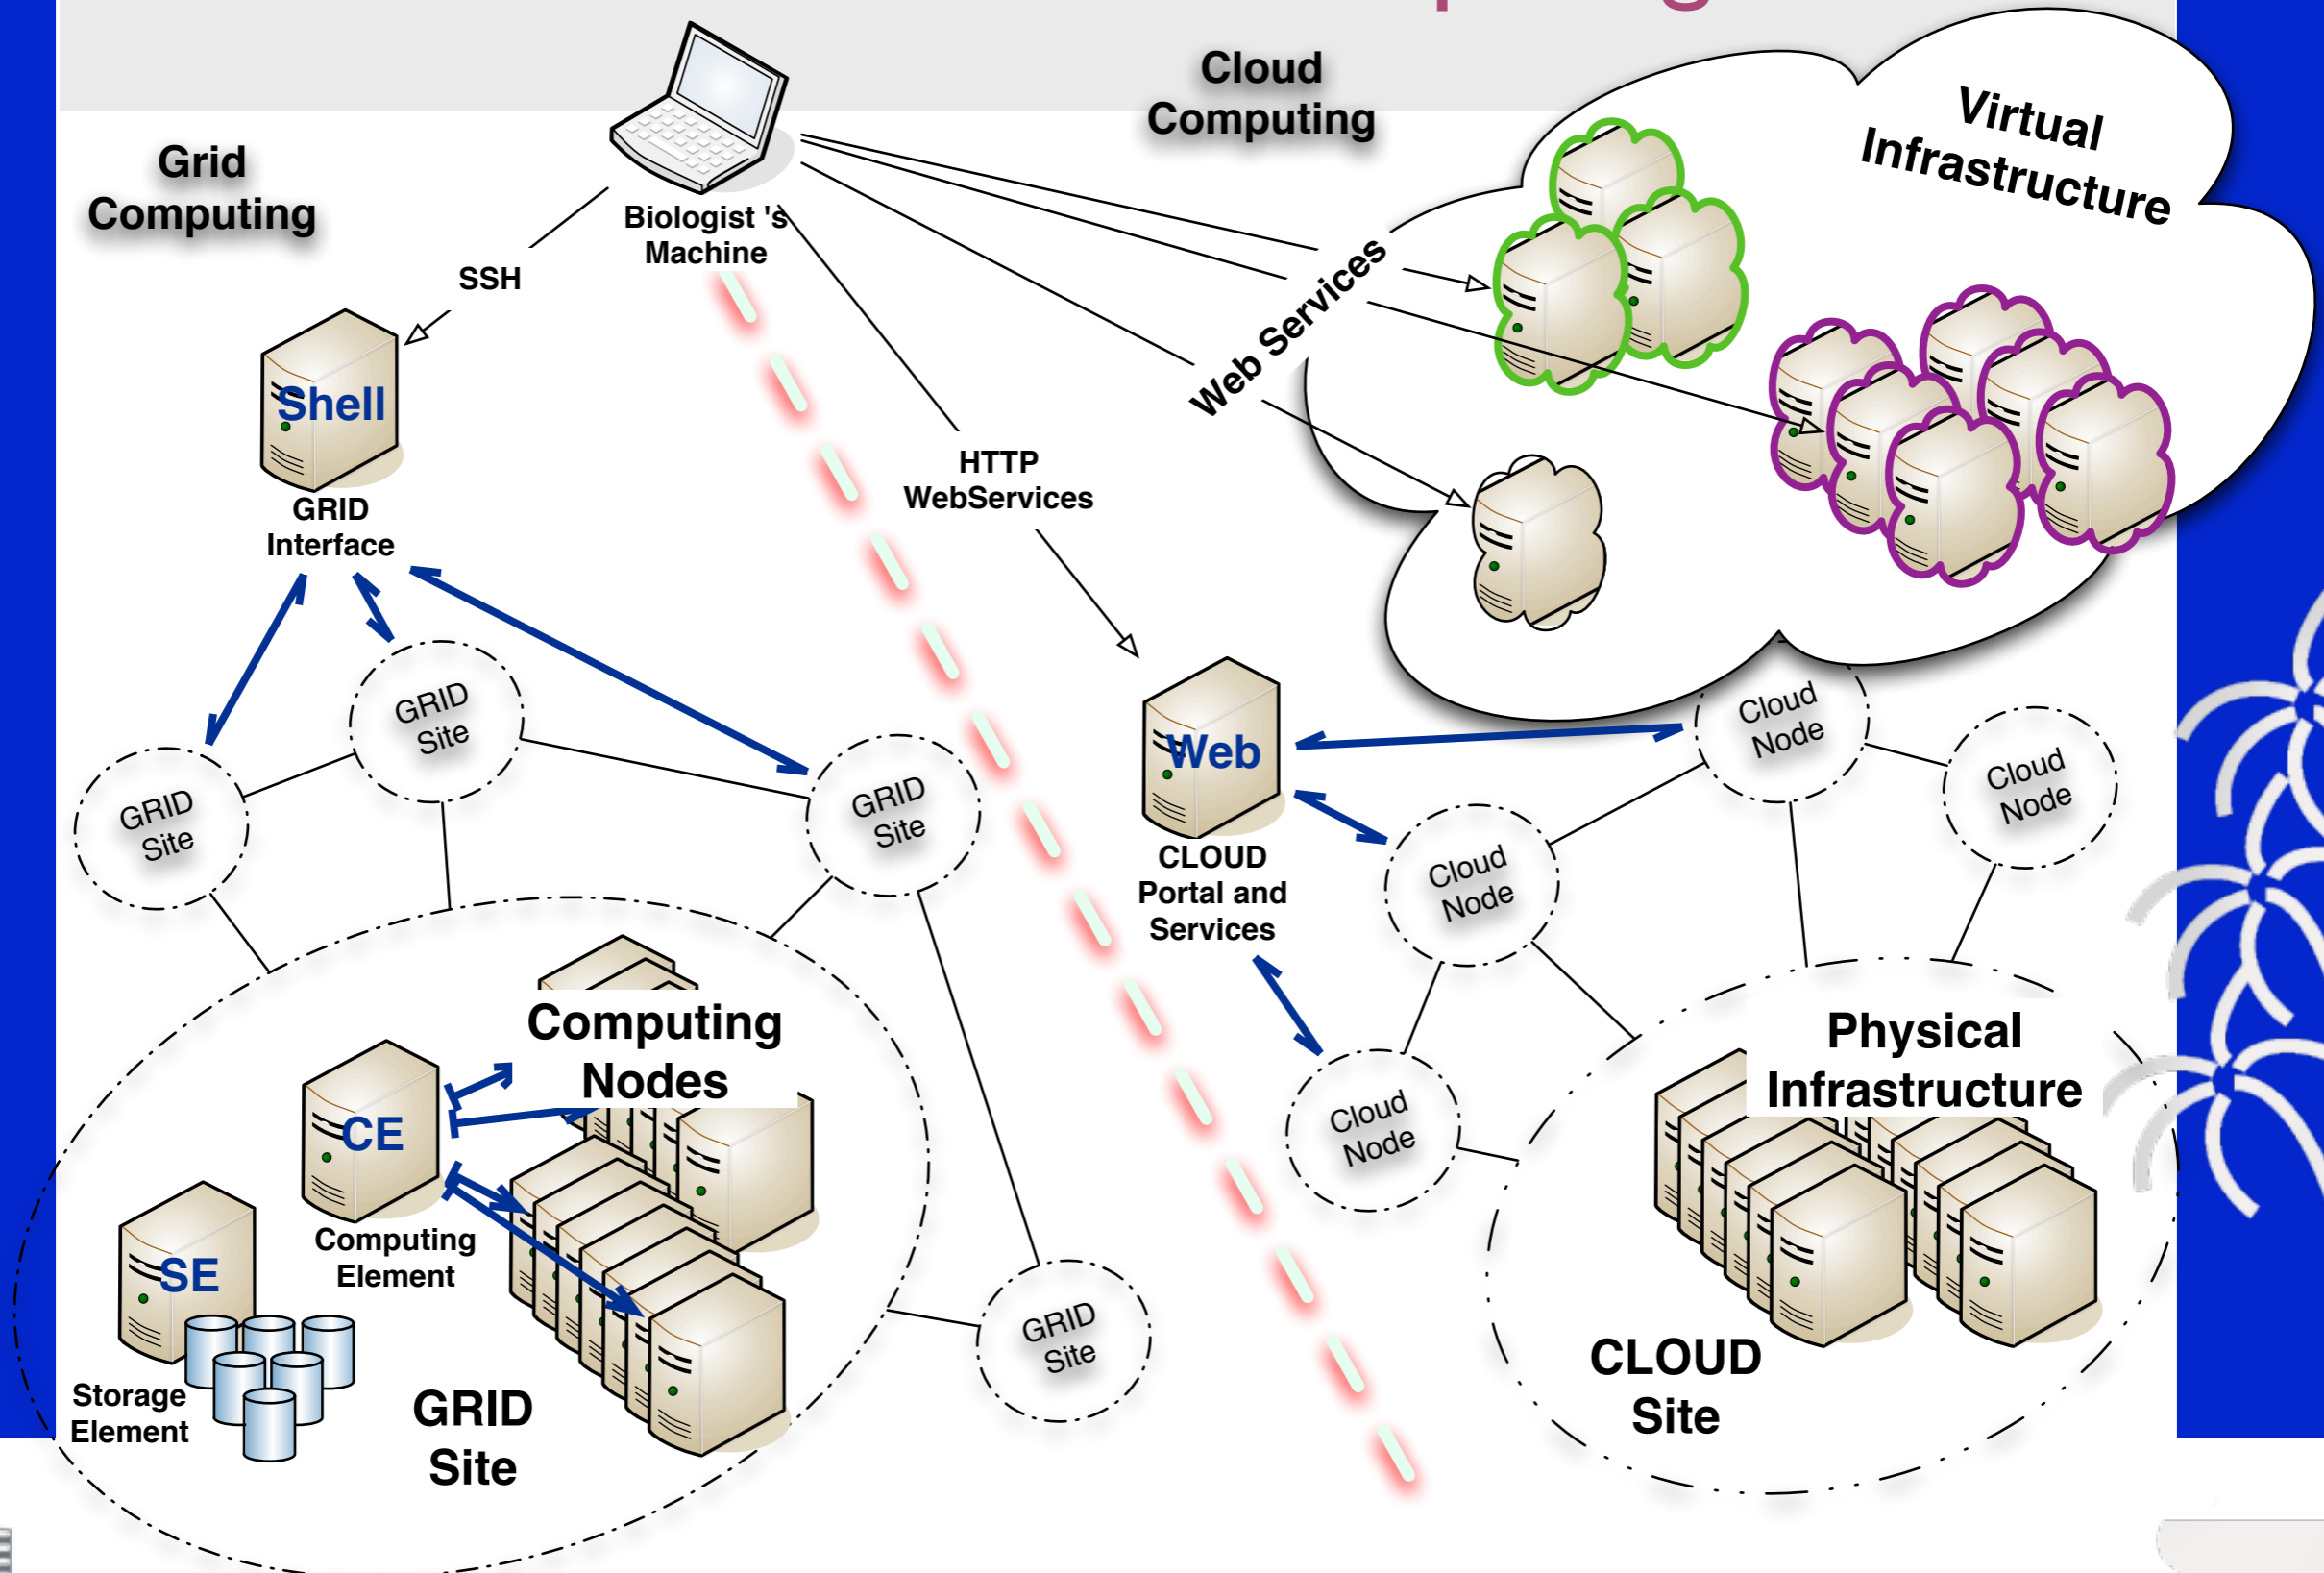 Cloud
Computing
Grid
Computing
Virtual
Infrastructure
Biologist 's
Machine
SSH
Web Services
Shell
HTTP
WebServices
GRID
Interface
GRID
Site
GRID
Site
GRID
Site
Web
Cloud
Node
Cloud
Node
CLOUD
Portal and
Services
Cloud
Node
Computing
Nodes
Physical
Infrastructure
CE
Cloud
Node
Computing
Element
SE
GRID
Site
Storage
Element
GRID
Site
CLOUD
Site